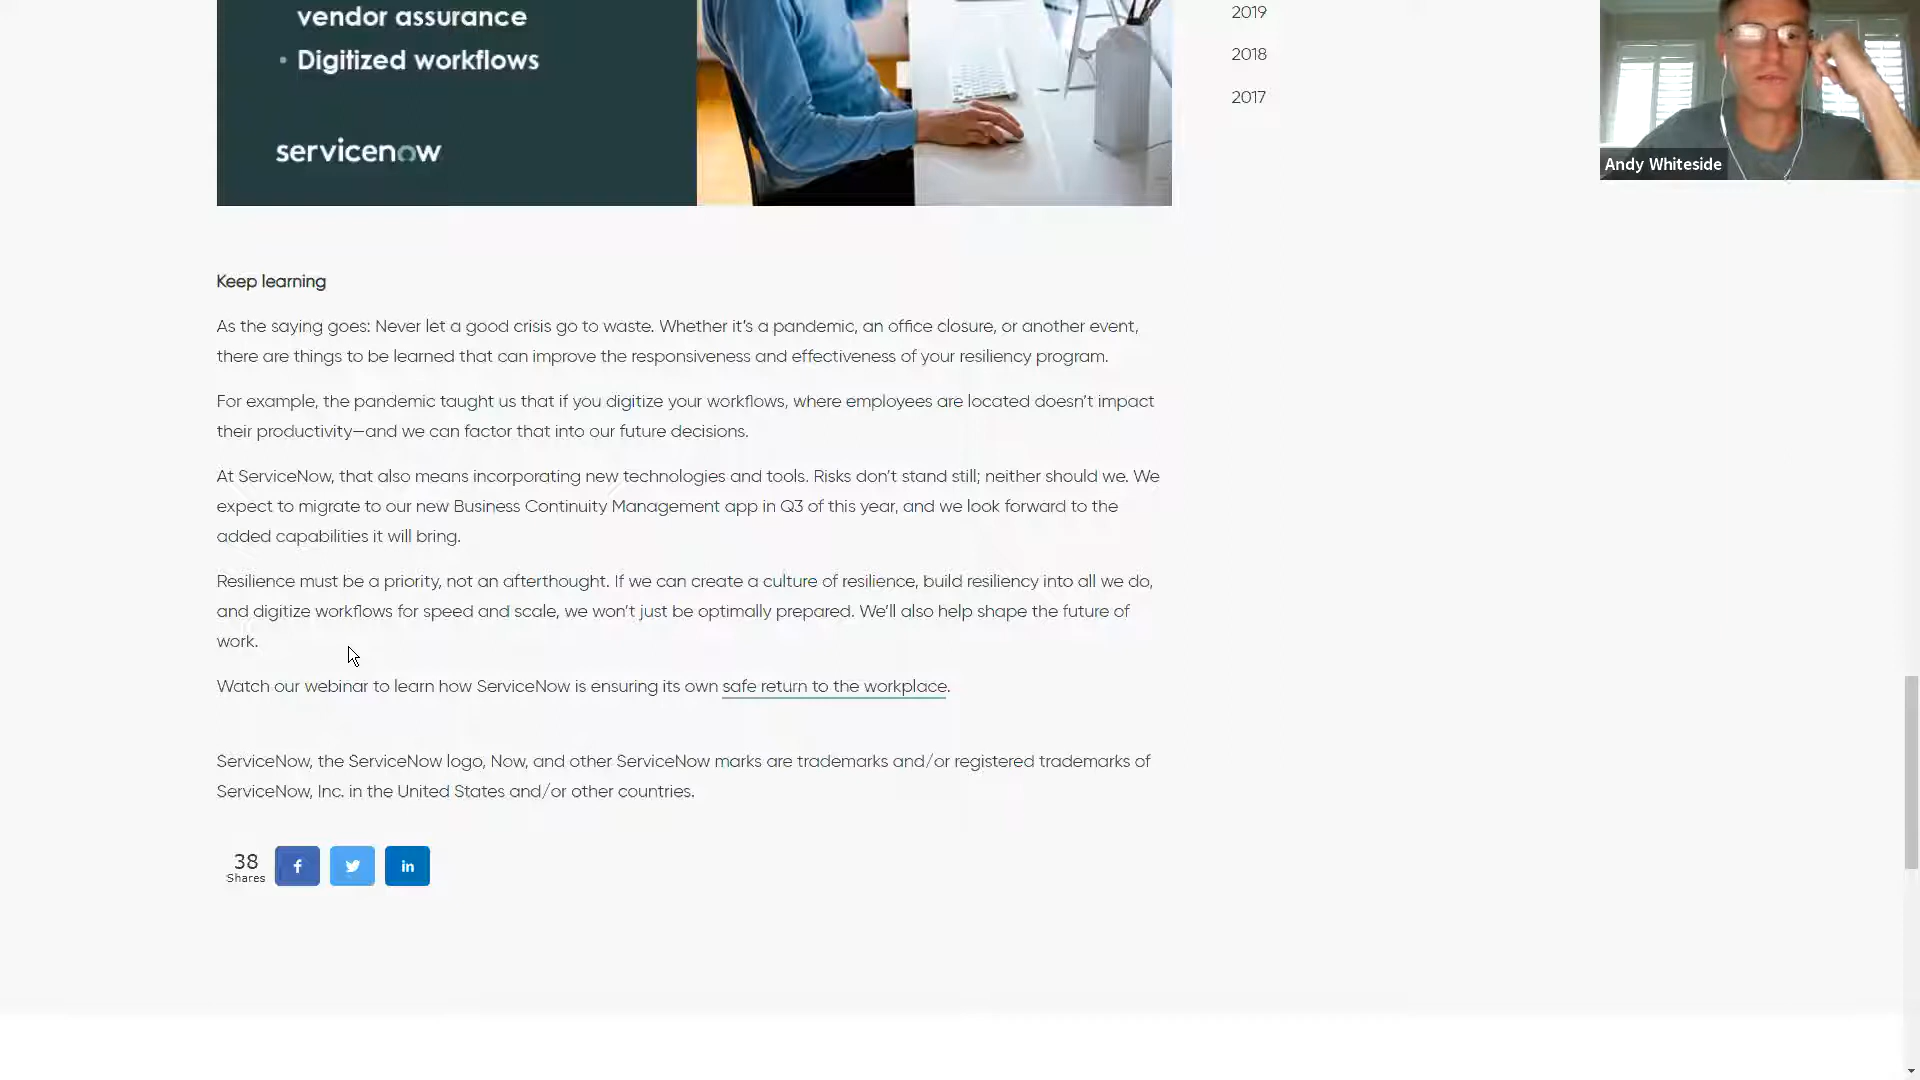 vendor assurance
• Digitized workflows
servicenow
2019
2018
2017
Andy Whiteside
Keep learning
As the saying goes: Never let a good crisis go to waste. Whether it’s a pandemic, an office closure, or another event,
there are things to be learned that can improve the responsiveness and effectiveness of your resiliency program.
For example, the pandemic taught us that if you digitize your workflows, where employees are located doesn’t impact
their productivity—and we can factor that into our future decisions.
At ServiceNow, that also means incorporating new technologies and tools. Risks don’t stand still; neither should we. We
expect to migrate to our new Business Continuity Management app in Q3 of this year, and we look forward to the
added capabilities it will bring.
Resilience must be a priority, not an afterthought. If we can create a culture of resilience, build resiliency into all we do,
and digitize workflows for speed and scale, we won’t just be optimally prepared. We’ll also help shape the future of
work.
Watch our webinar to learn how ServiceNow is ensuring its own safe return to the workplace.
ServiceNow, the ServiceNow logo, Now, and other ServiceNow marks are trademarks and/or registered trademarks of
ServiceNow, Inc. in the United States and/or other countries.
38
Shares
f
in